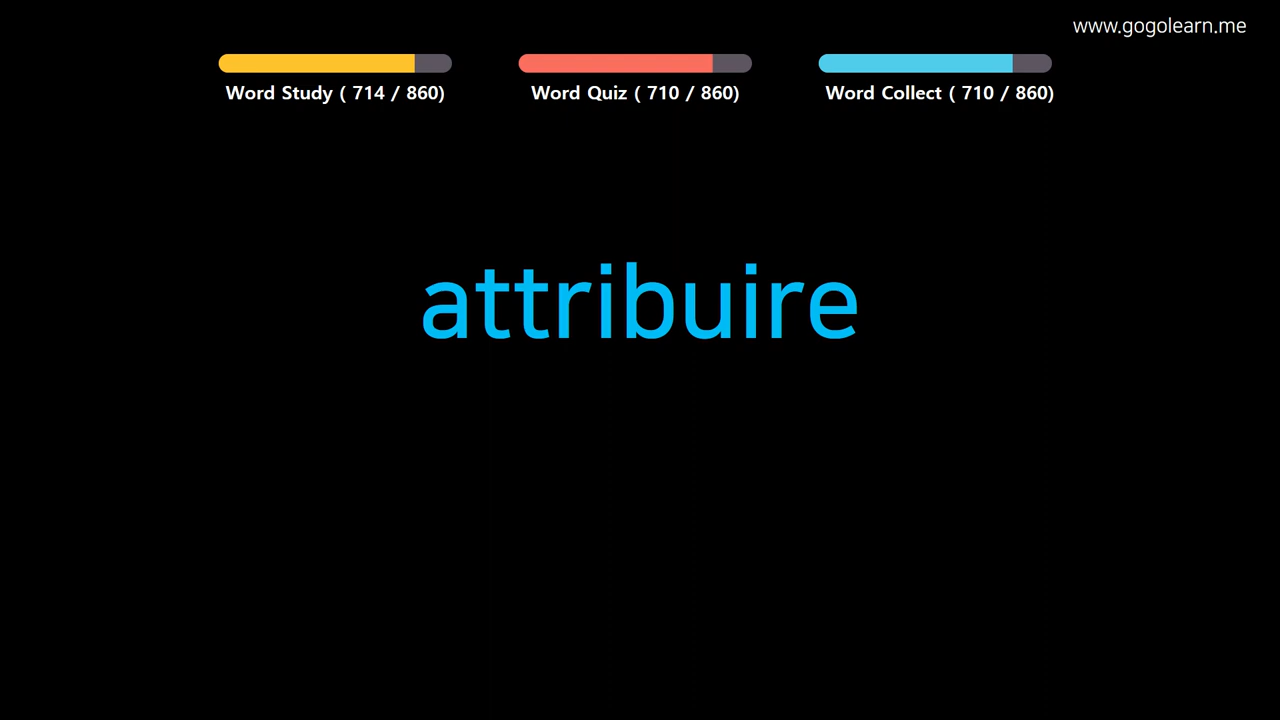 www.gogolearn.me
Word Study ( 714 / 860)
Word Quiz ( 710 / 860)
Word Collect ( 710 / 860)
attribuire